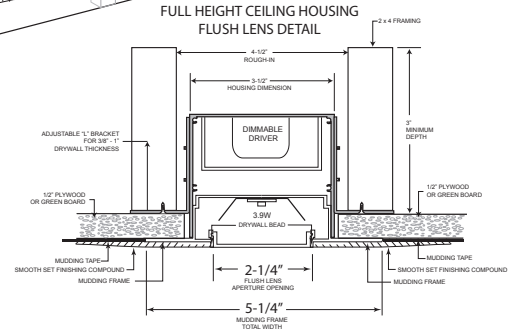 FULL HEIGHT CEILING HOUSING
FLUSH LENS DETAIL
2 x 4 FRAMING
4-1/2"
ROUGH-IN
3-1/2"
HOUSING DIMENSION
ADJUSTABLE "L" BRACKET
FOR 3/8" - 1"
DRYWALL THICKNESS
DIMMABLE
DRIVER
3"
MINIMUM
DEPTH
1/2" PLYWOOD
OR GREEN BOARD
1/2" PLYWOOD
OR GREEN BOARD
3.9W
DRYWALL BEAD
MUDDING TAPE
SMOOTH SET FINISHING COMPOUND
MUDDING FRAME
MUDDING TAPE
SMOOTH SET FINISHING COMPOUND
MUDDING FRAME
2-1/4"
FLUSH LENS
APERTURE OPENING
5-1/4"
MUDDING FRAME
TOTAL WIDTH